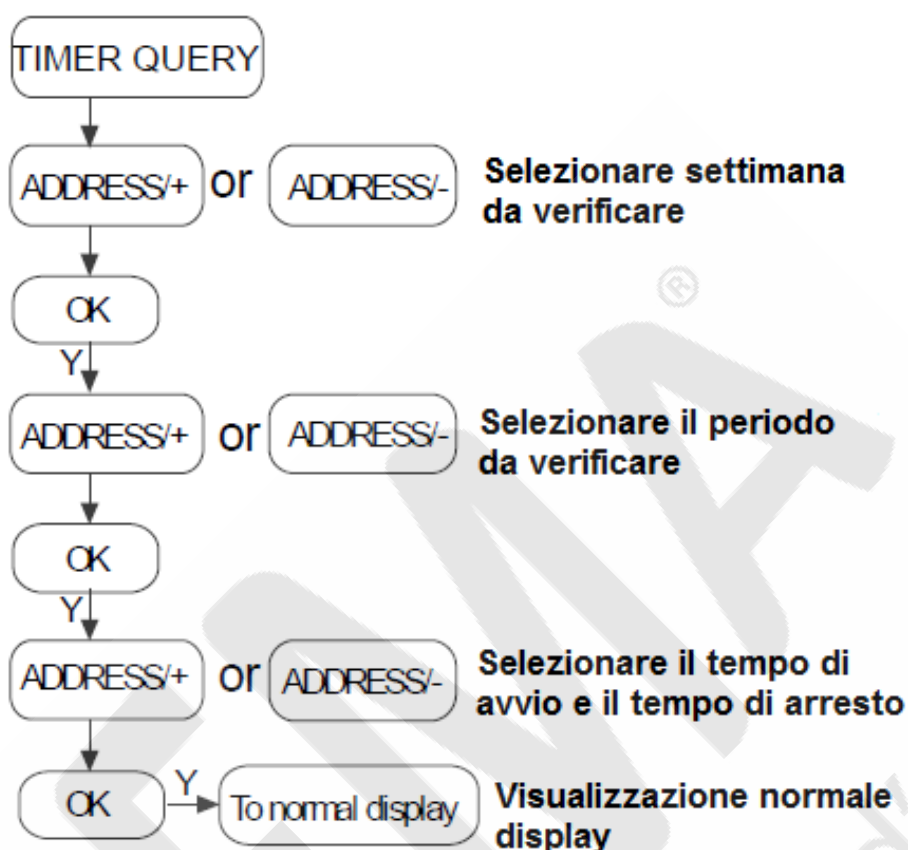 TIMER QUERY
ADDRESS/+ or ADDRESS/- Selezionare settimana
da verificare
OK
®
Y
ADDRESS/+ or ADDRESS/- Selezionare il periodo
da verificare
OK
Y
ADDRESS/+ or ADDRESS/- Selezionare il tempo di
avvio e il tempo di arresto
OK Y To normal display Visualizzazione normale
display